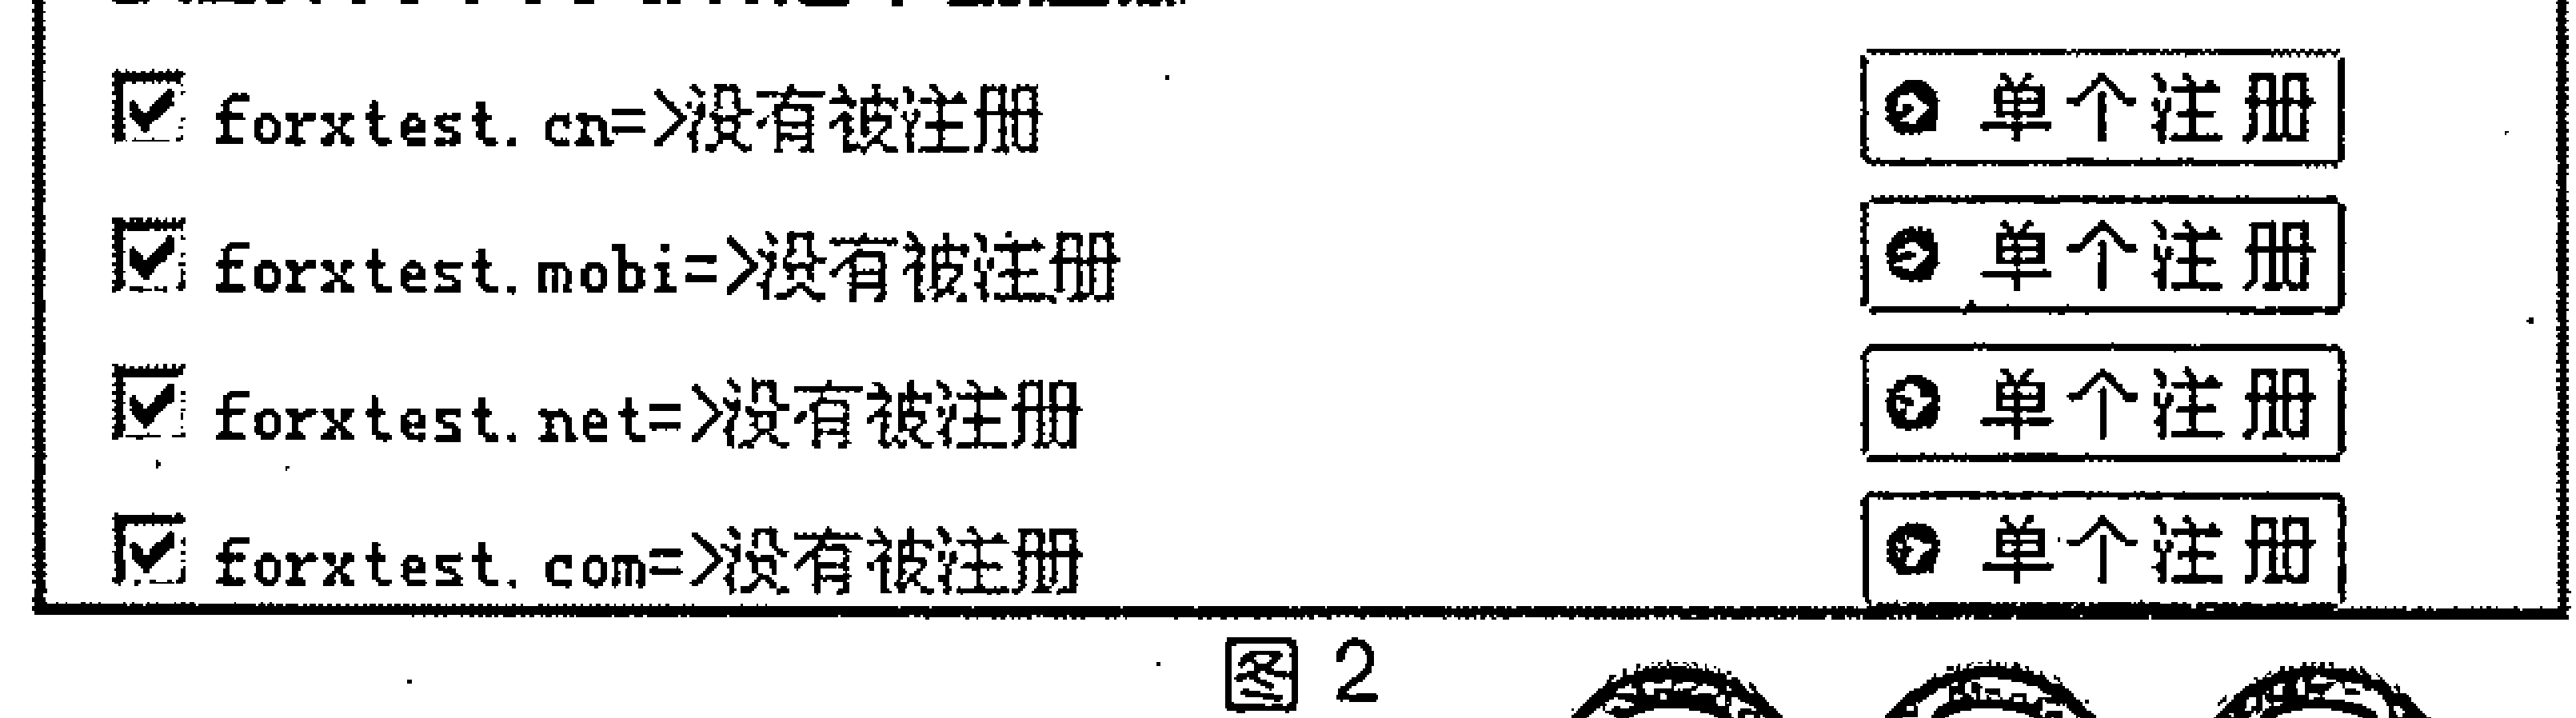 forxtest.cn=>没有被注册 单个注册
forxtest.mobi=>没有被注册 单个注册
forxtest.net=>没有被注册 单个注册
forxtest.com=>没有被注册 单个注册
图 2